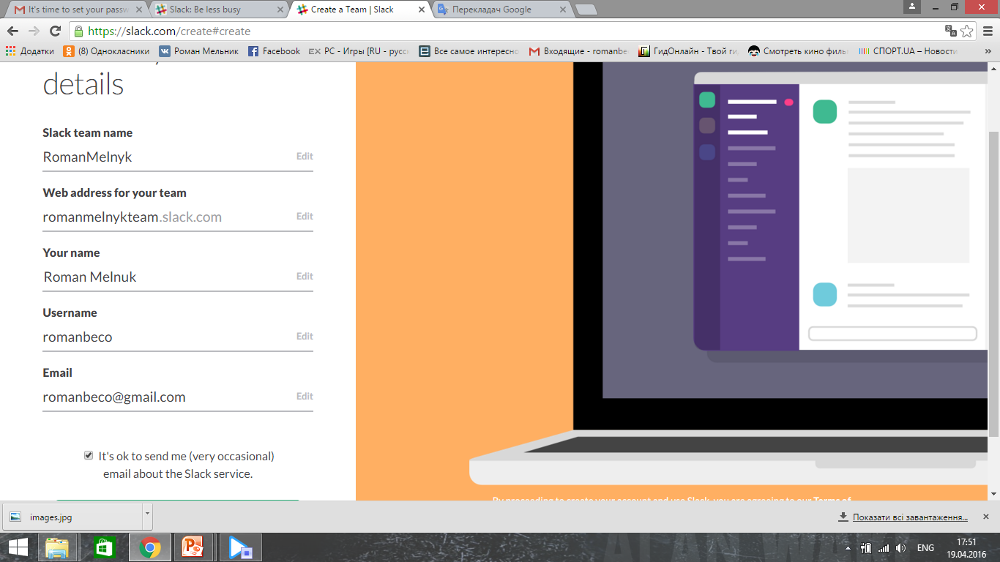 It's time to set your passw
Slack: Be less busy
Create a Team | Slack
Перекладач Google
https://slack.com/create#create
Додатки
(8) Однокласники
Роман Мельник
Facebook
EX PC - Игры [RU - русс
Все самое интересно
Входящие - romanbe
ГидОнлайн - Твой ги
Смотреть кино филь
СПОРТ.UA – Новости
»
details
Slack team name
RomanMelnyk Edit
Web address for your team
romanmelnykteam.slack.com Edit
Your name
Roman Melnuk Edit
Username
romanbeco Edit
Email
romanbeco@gmail.com Edit
It's ok to send me (very occasional)
email about the Slack service.
By proceeding to create your account and use Slack, you are agreeing to our Terms of
images.jpg
Показати всі завантаження...
ENG
17:51
19.04.2016